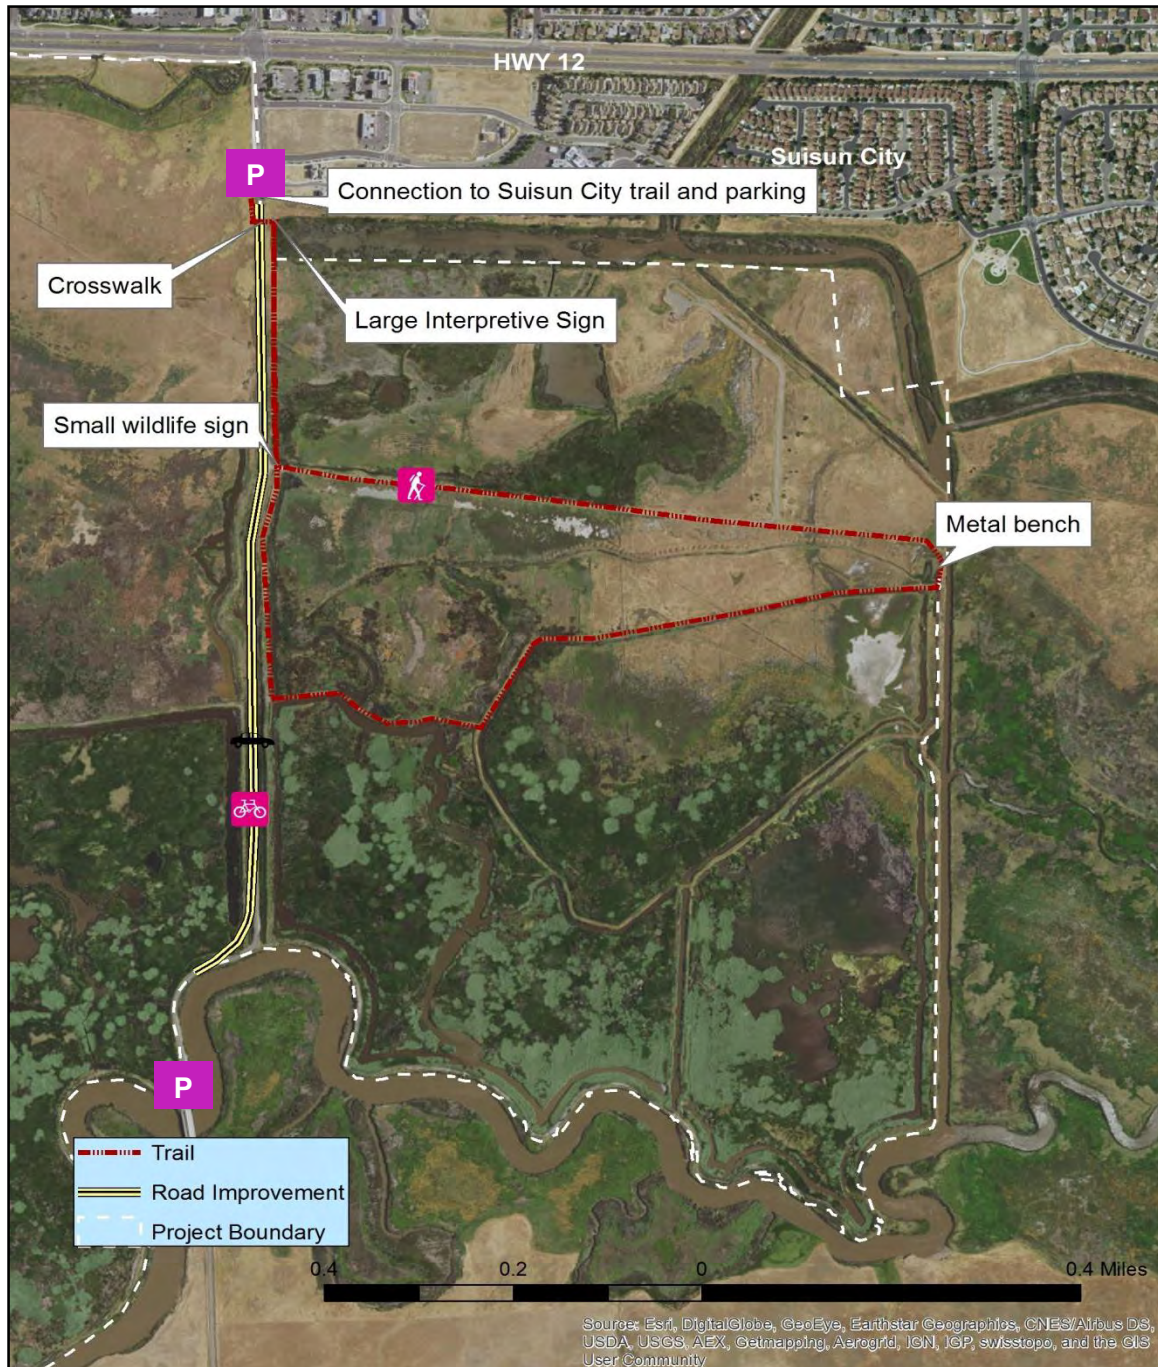 HWY 12
Suisun City
P
Connection to Suisun City trail and parking
Crosswalk
Large Interpretive Sign
Small wildlife sign
Metal bench
P
Trail
Road Improvement
Project Boundary
0.4 0.2 0 0.4 Miles
Source: Esri, DigitalGlobe, GeoEye, Earthstar Geographics, CNES/Airbus DS,
USDA, USGS, AEX, Getmapping, Aerogrid, IGN, IGP, swisstopo, and the GIS
User Community